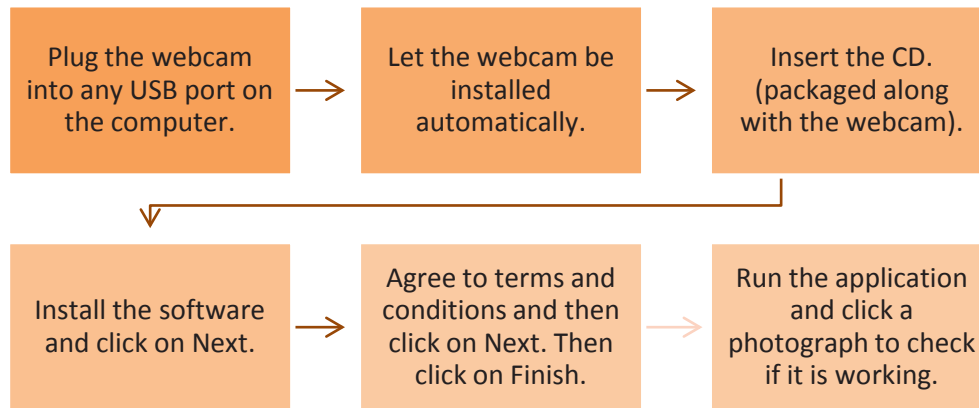 Plug the webcam
into any USB port on
the computer.
Let the webcam be
installed
automatically.
Insert the CD.
(packaged along
with the webcam).
Install the software
and click on Next.
Agree to terms and
conditions and then
click on Next. Then
click on Finish.
Run the application
and click a
photograph to check
if it is working.